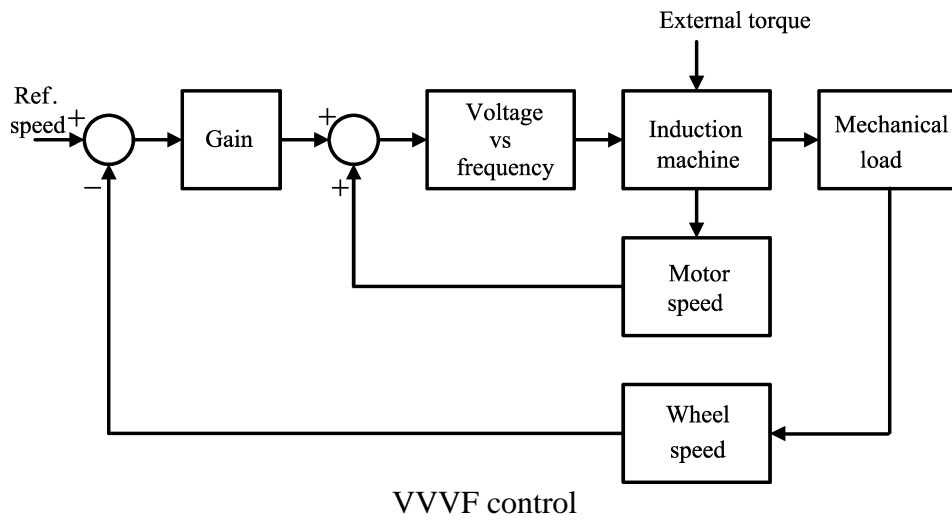 External torque
Ref.
speed
+
Gain
+
Voltage
vs
frequency
Induction
machine
Mechanical
load
−
+
Motor
speed
Wheel
speed
VVVF control